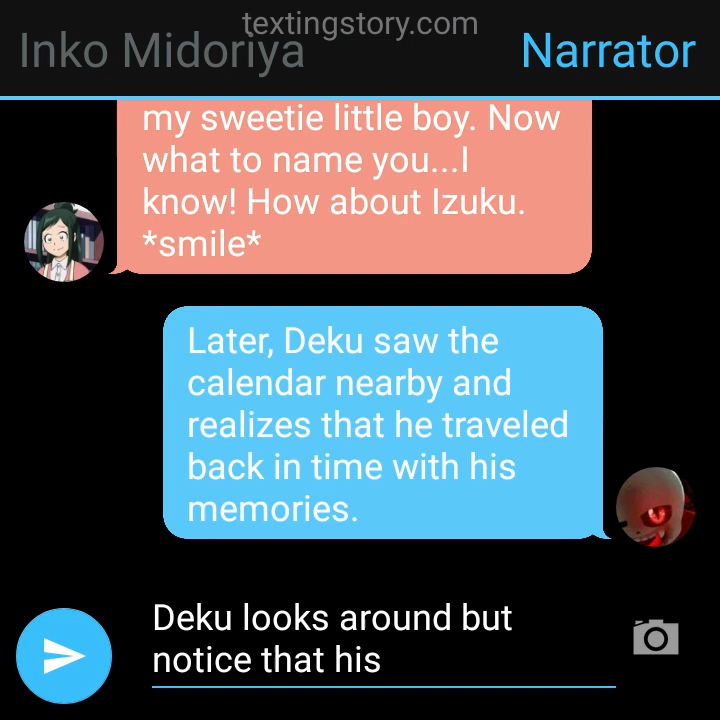 textingstory.com
Inko Midoriya
Narrator
my sweetie little boy. Now
what to name you...I
know! How about Izuku.
*smile*
Later, Deku saw the
calendar nearby and
realizes that he traveled
back in time with his
memories.
Deku looks around but
notice that his